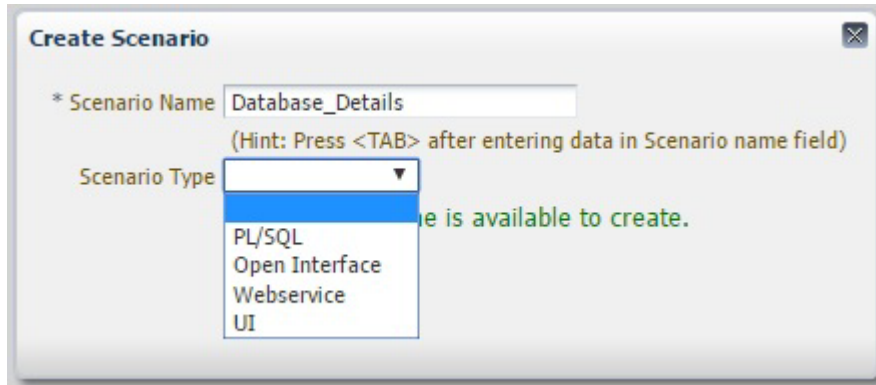 Create Scenario
* Scenario Name Database_Details
(Hint: Press <TAB> after entering data in Scenario name field)
Scenario Type
is available to create.
PL/SQL
Open Interface
Webservice
UI